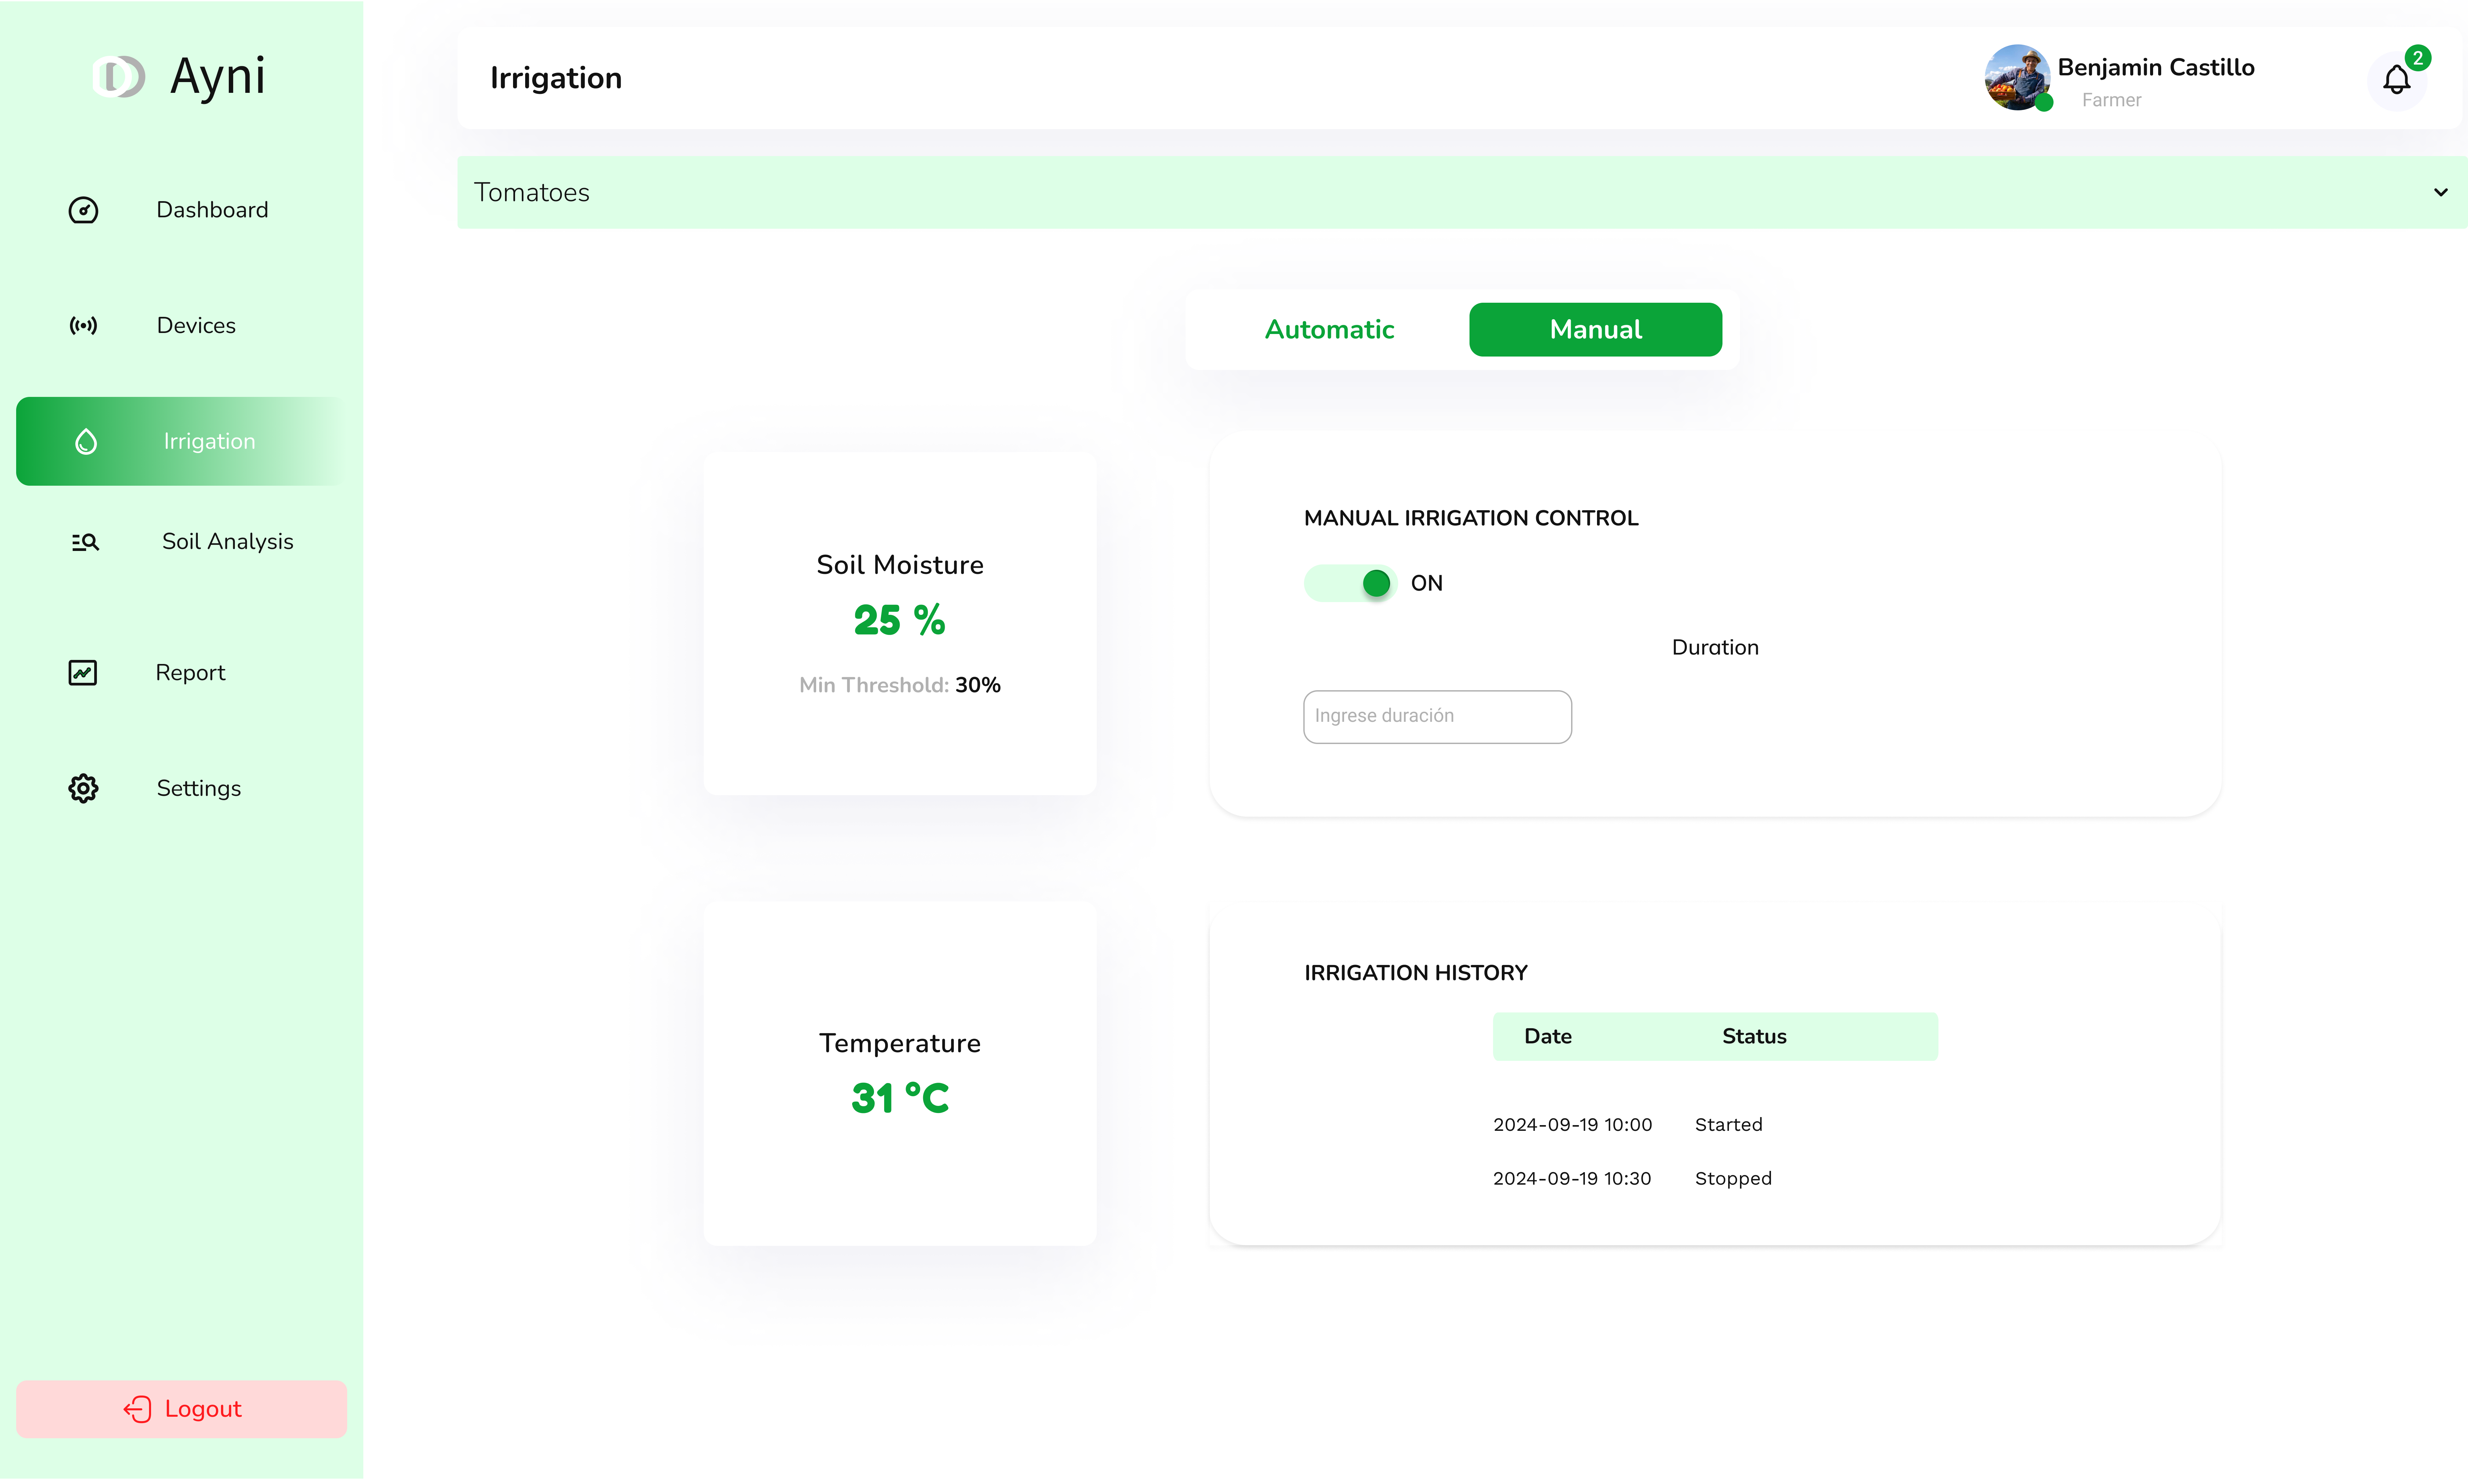 Ayni
Dashboard
Devices
Irrigation
Soil Analysis
Report
Settings
Logout
Irrigation
Benjamin Castillo
Farmer
2
Tomatoes
Automatic
Manual
Soil Moisture
25 %
Min Threshold: 30%
MANUAL IRRIGATION CONTROL
ON
Duration
Ingrese duración
Temperature
31 °C
IRRIGATION HISTORY
Date Status
2024-09-19 10:00 Started
2024-09-19 10:30 Stopped